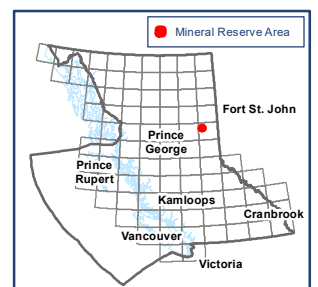 Mineral Reserve Area
Fort St. John
Prince
George
Prince
Rupert
Kamloops
Cranbrook
Vancouver
Victoria